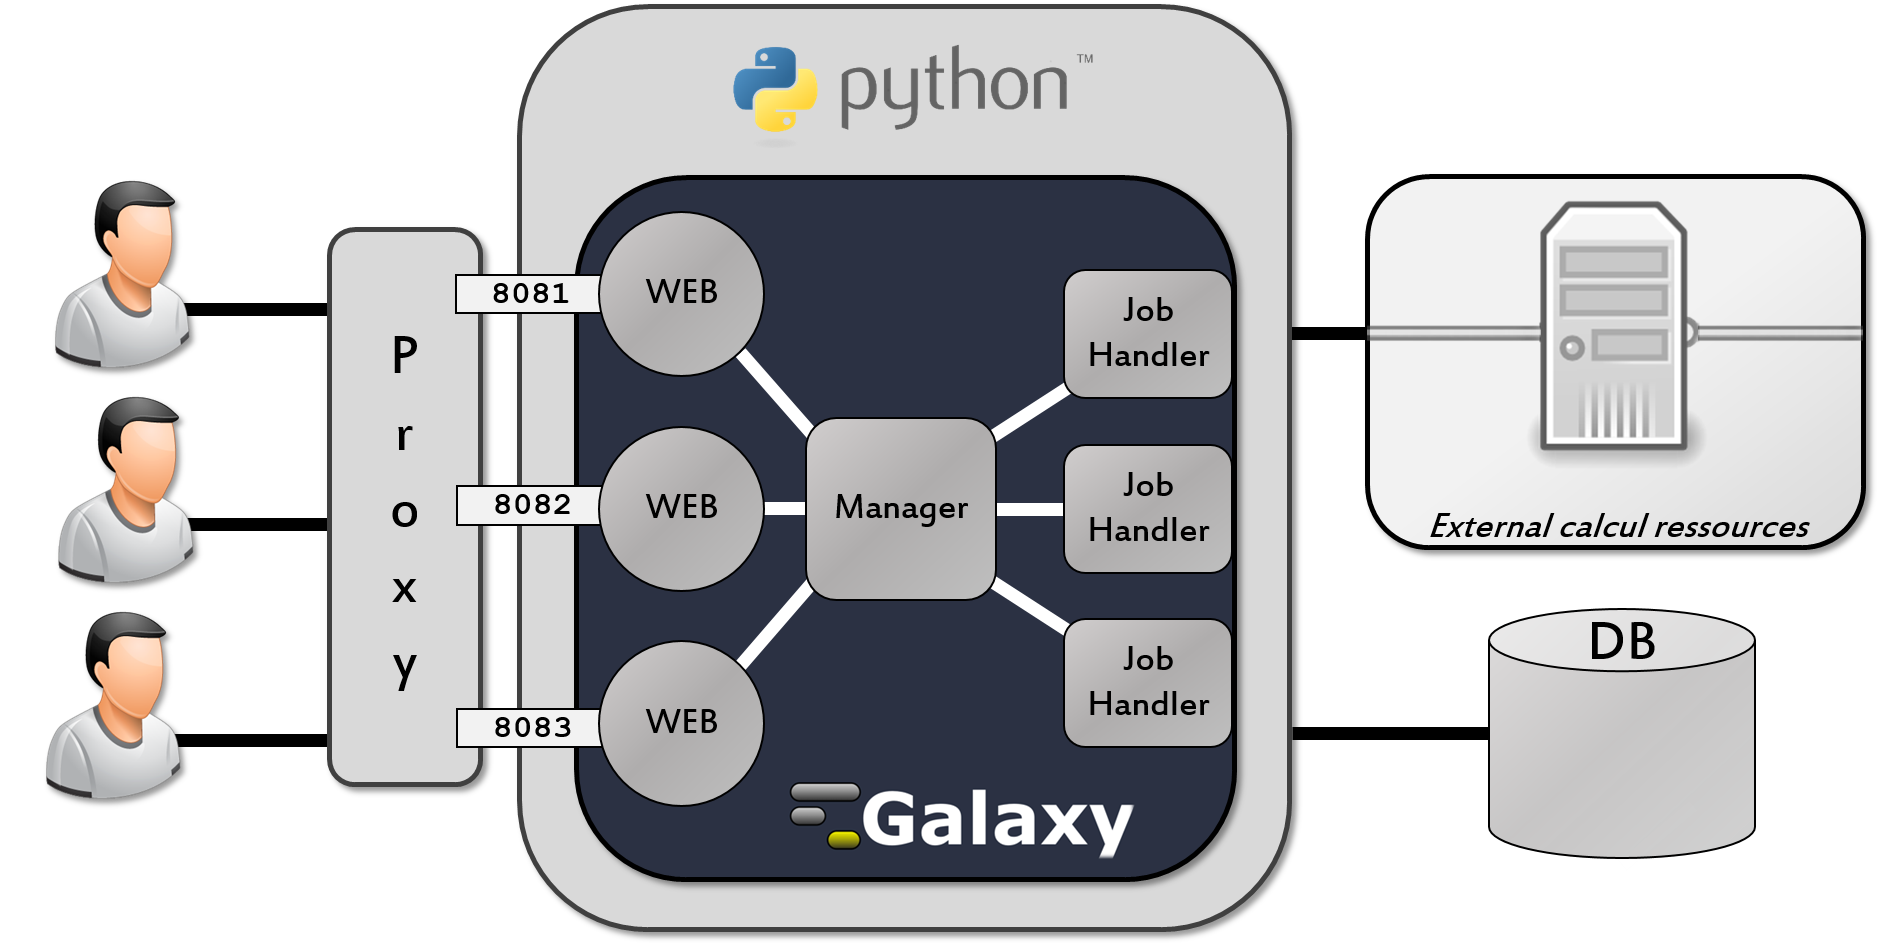 python™
8081
8082
8083
P
r
o
x
y
WEB
WEB
WEB
Manager
Job
Handler
Job
Handler
Job
Handler
Galaxy
External calcul ressources
DB